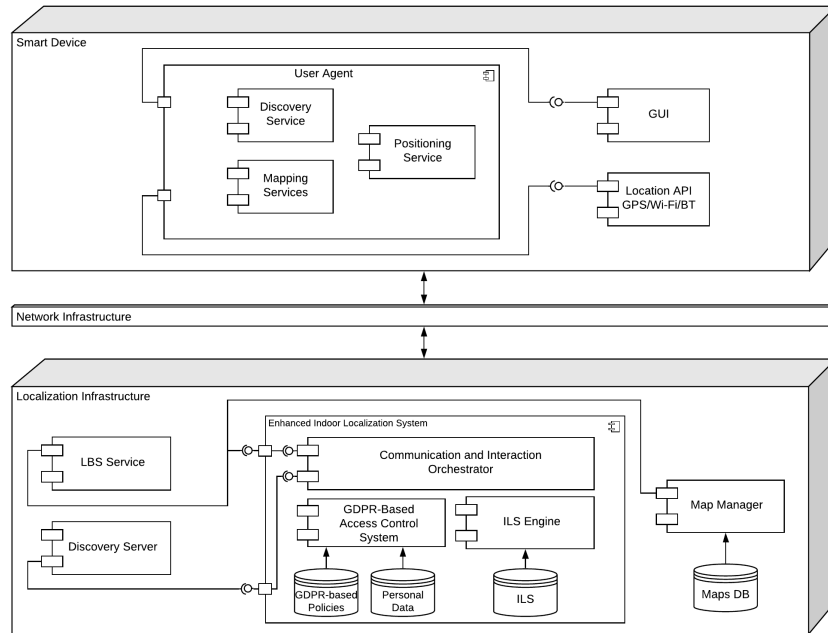 Smart Device
User Agent
Discovery
Service
Positioning
Service
Mapping
Services
GUI
Location API
GPS/Wi-Fi/BT
Network Infrastructure
Localization Infrastructure
Enhanced Indoor Localization System
LBS Service
Communication and Interaction
Orchestrator
Discovery Server
GDPR-Based
Access Control
System
ILS Engine
Map Manager
GDPR-based
Policies
Personal
Data
ILS
Maps DB